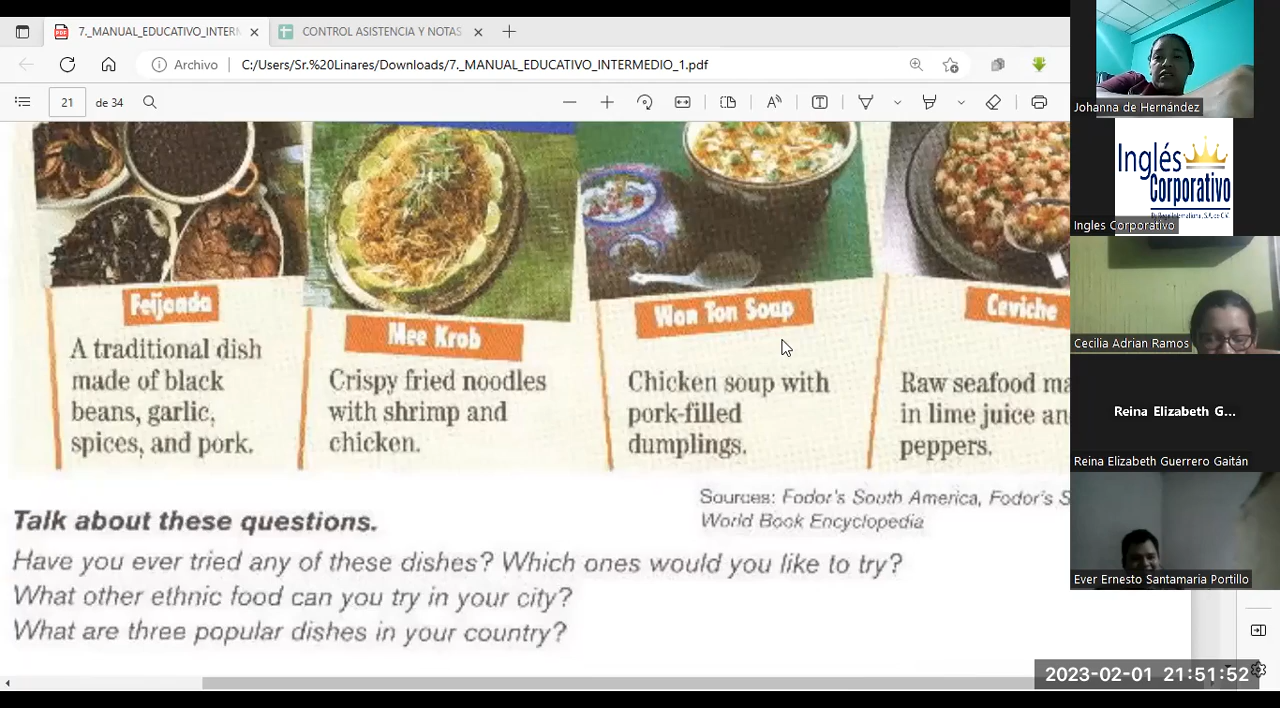 7._MANUAL_EDUCATIVO_INTERN
CONTROL ASISTENCIA Y NOTAS
Archivo
C:/Users/Sr.%20Linares/Downloads/7._MANUAL_EDUCATIVO_INTERMEDIO_1.pdf
21
de 34
Feijoada
A traditional dish
made of black
beans, garlic,
spices, and pork.
Mee Krob
Crispy fried noodles
with shrimp and
chicken.
Won Ton Soup
Chicken soup with
pork-filled
dumplings.
Ceviche
Raw seafood ma
in lime juice an
peppers.
Sources: Fodor's South America, Fodor's S
World Book Encyclopedia
Talk about these questions.
Have you ever tried any of these dishes? Which ones would you like to try?
What other ethnic food can you try in your city?
What are three popular dishes in your country?
Johanna de Hernández
Inglés
Corporativo
Ingles Corporativo
Cecilia Adrian Ramos
Reina Elizabeth G...
Reina Elizabeth Guerrero Gaitán
Ever Ernesto Santamaria Portillo
2023-02-01 21:51:52